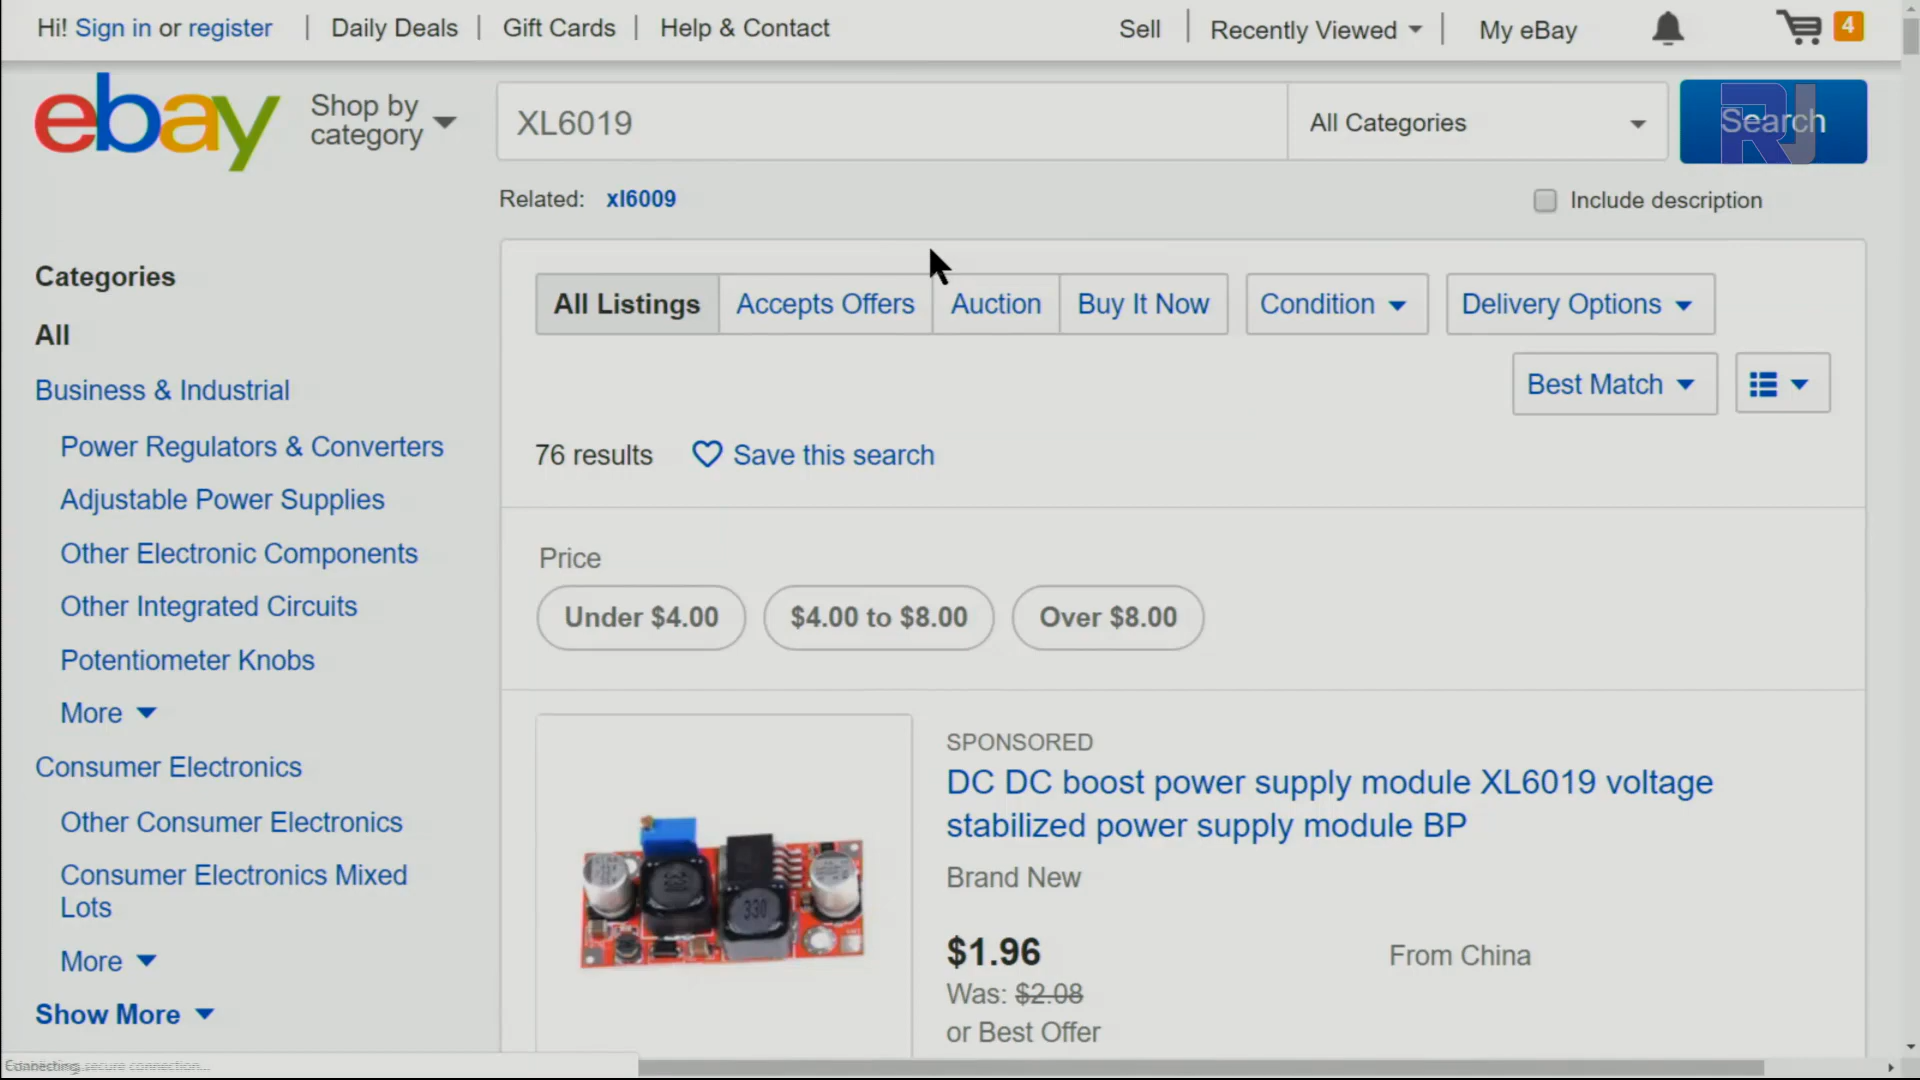 Hi! Sign in or register | Daily Deals | Gift Cards | Help & Contact Sell | Recently Viewed | My eBay 4
ebay Shop by category XL6019 All Categories Search
RJ
Related: xl6009 Include description
Categories
All
Business & Industrial
Power Regulators & Converters
Adjustable Power Supplies
Other Electronic Components
Other Integrated Circuits
Potentiometer Knobs
More
Consumer Electronics
Other Consumer Electronics
Consumer Electronics Mixed
Lots
More
Show More
All Listings Accepts Offers Auction Buy It Now Condition Delivery Options
Best Match
76 results Save this search
Price
Under $4.00 $4.00 to $8.00 Over $8.00
330
SPONSORED
DC DC boost power supply module XL6019 voltage
stabilized power supply module BP
Brand New
$1.96 From China
Was: $2.08
or Best Offer
secure connection...